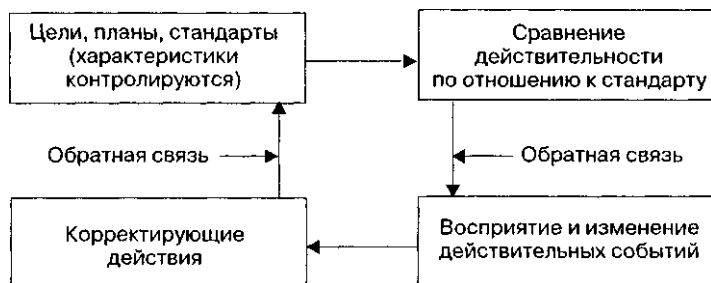 Цели, планы, стандарты
(характеристики
контролируются)
Сравнение
действительности
по отношению к стандарту
Обратная связь
Обратная связь
Корректирующие
действия
Восприятие и изменение
действительных событий